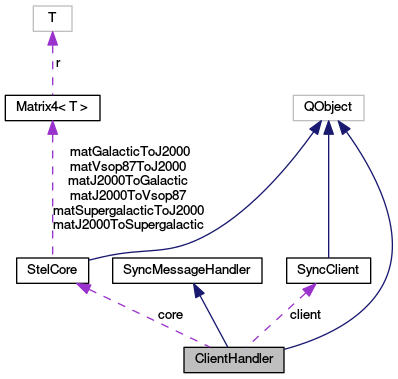 T
r
Matrix4< T >
QObject
matGalacticToJ2000
matVsop87ToJ2000
matJ2000ToGalactic
matJ2000ToVsop87
matSupergalacticToJ2000
matJ2000ToSupergalactic
StelCore
SyncMessageHandler
SyncClient
core
client
ClientHandler